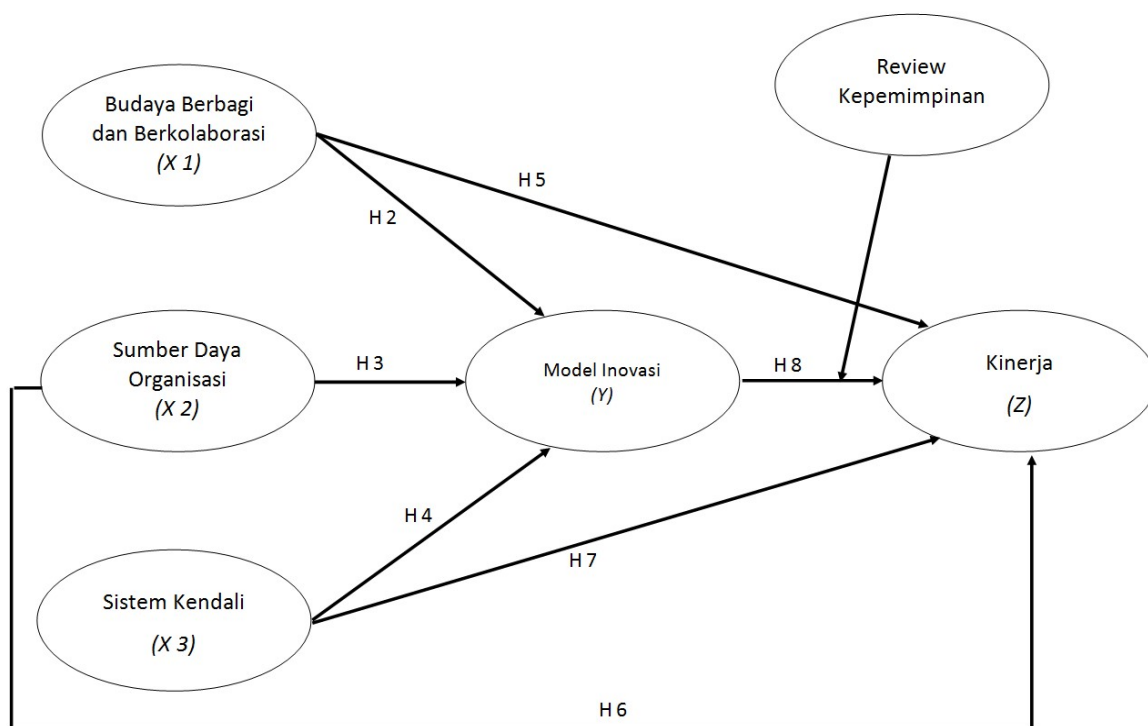 Review
Kepemimpinan
Budaya Berbagi
dan Berkolaborasi
(X 1)
H 5
H 2
Sumber Daya
Organisasi
(X 2)
H 3
Model Inovasi
(Y)
H 8
Kinerja
(Z)
H 4
H 7
Sistem Kendali
(X 3)
H 6